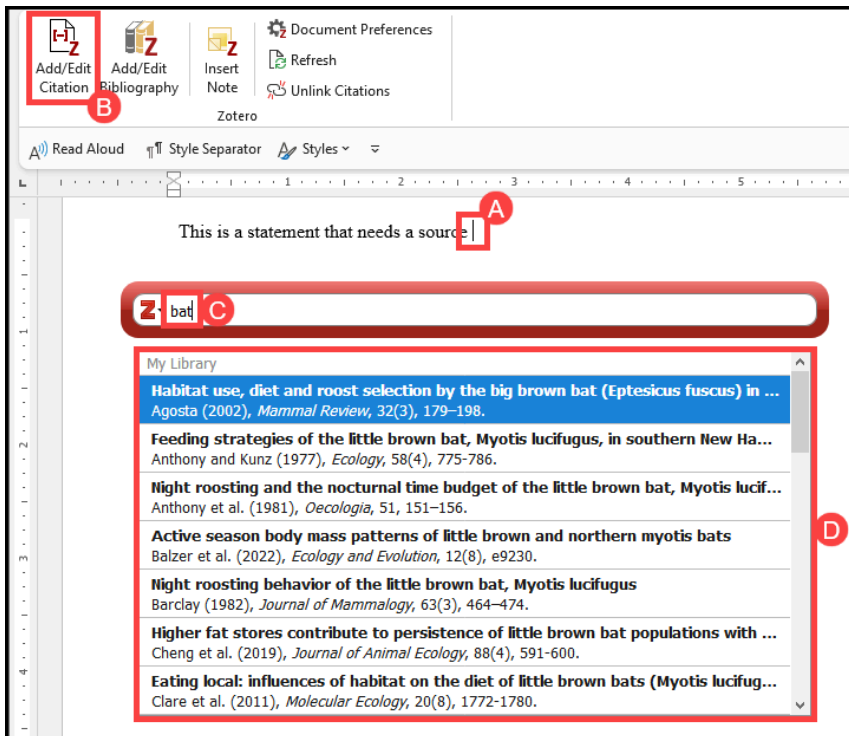 Document Preferences
Refresh
Unlink Citations
Add/Edit Citation
Add/Edit Bibliography
Insert Note
B
Zotero
Read Aloud Style Separator Styles
1 2 3 4 5
A
This is a statement that needs a source
Z bat C
My Library
Habitat use, diet and roost selection by the big brown bat (Eptesicus fuscus) in ...
Agosta (2002), Mammal Review, 32(3), 179–198.
Feeding strategies of the little brown bat, Myotis lucifugus, in southern New Ha...
Anthony and Kunz (1977), Ecology, 58(4), 775-786.
Night roosting and the nocturnal time budget of the little brown bat, Myotis lucif...
Anthony et al. (1981), Oecologia, 51, 151–156.
D
Active season body mass patterns of little brown and northern myotis bats
Balzer et al. (2022), Ecology and Evolution, 12(8), e9230.
Night roosting behavior of the little brown bat, Myotis lucifugus
Barclay (1982), Journal of Mammalogy, 63(3), 464–474.
Higher fat stores contribute to persistence of little brown bat populations with ...
Cheng et al. (2019), Journal of Animal Ecology, 88(4), 591-600.
Eating local: influences of habitat on the diet of little brown bats (Myotis lucifug...
Clare et al. (2011), Molecular Ecology, 20(8), 1772-1780.
1
2
3
4